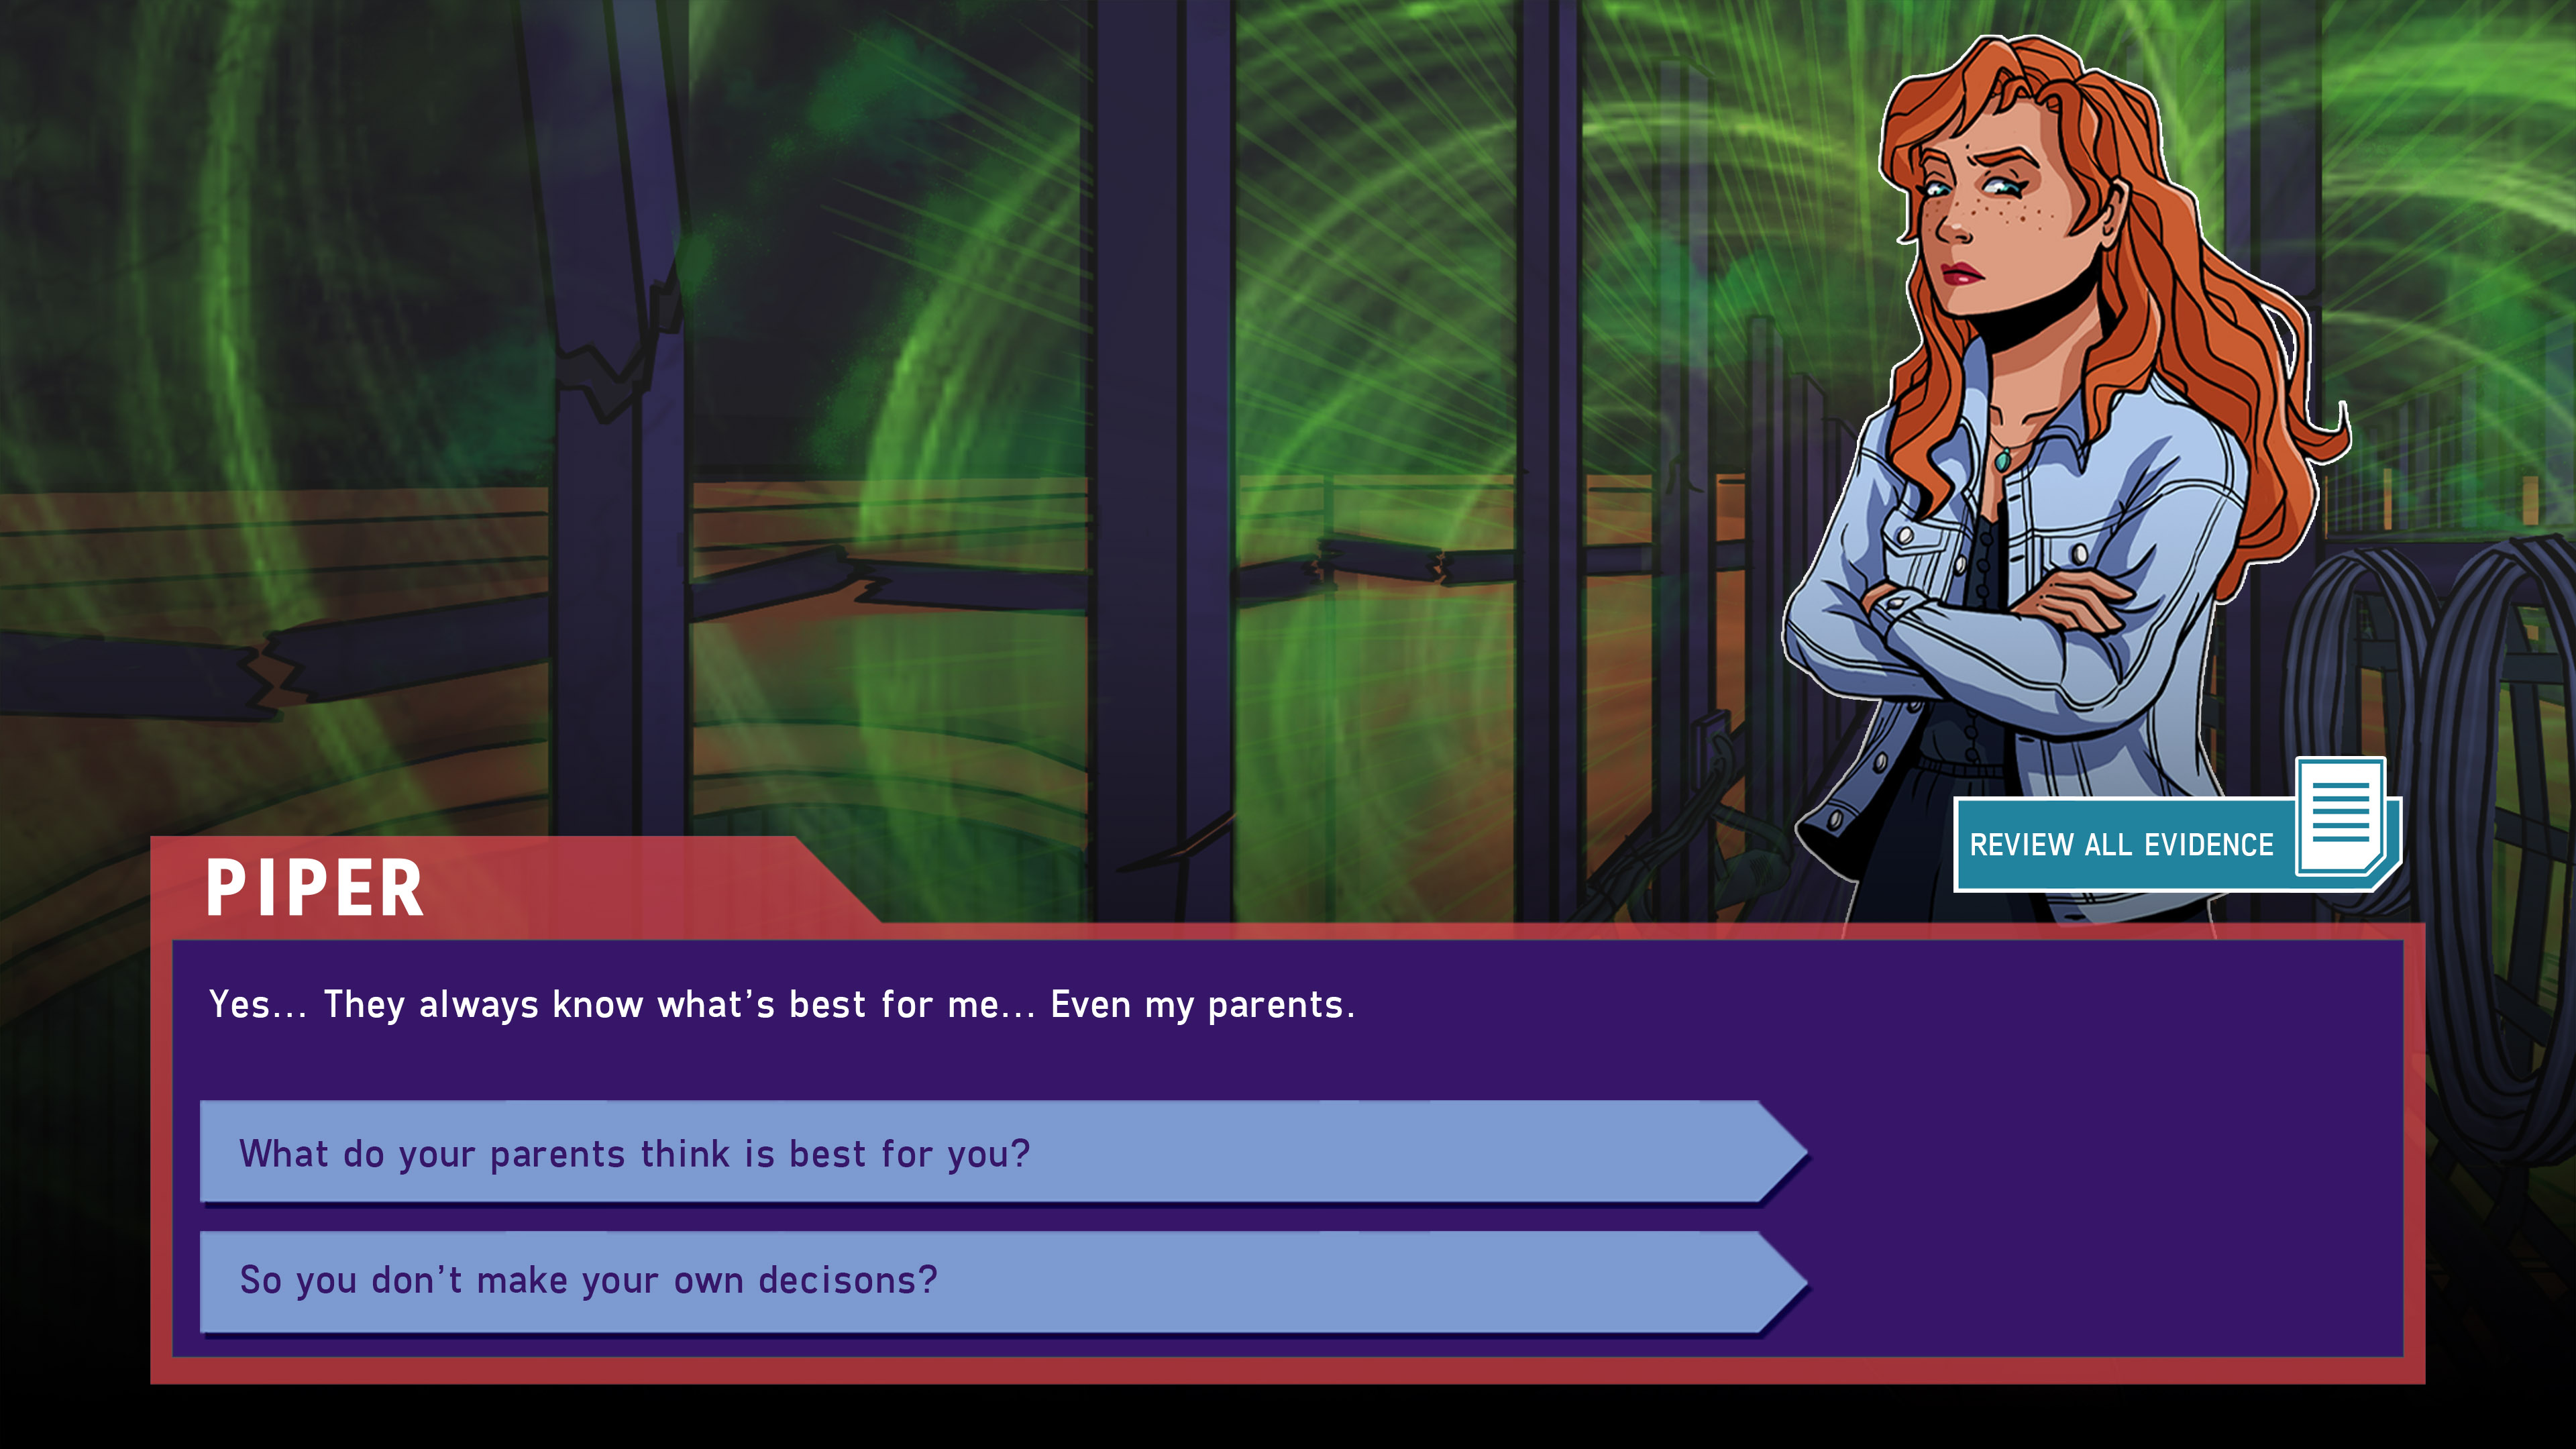 REVIEW ALL EVIDENCE
PIPER
Yes... They always know what's best for me... Even my parents.
What do your parents think is best for you?
So you don't make your own decisons?